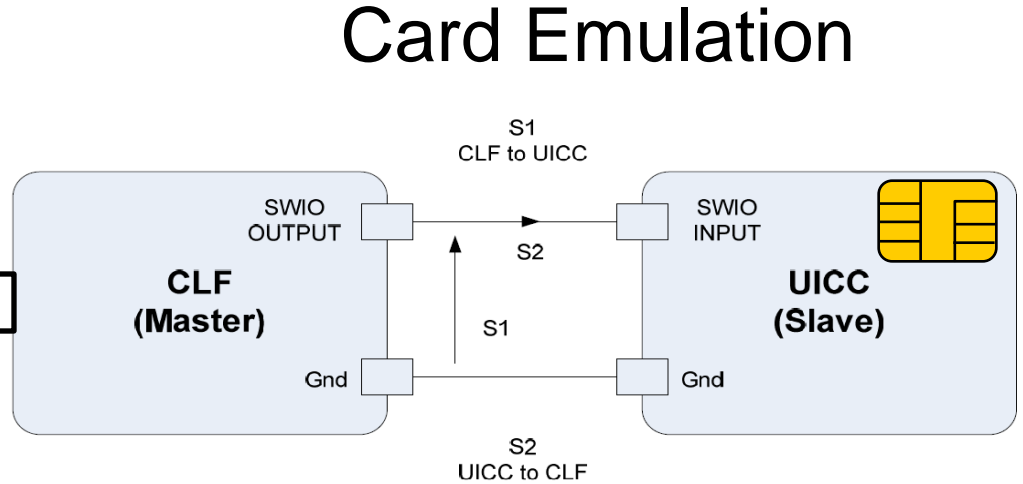 Card Emulation
S1
CLF to UICC
SWIO
OUTPUT
SWIO
INPUT
S2
CLF
(Master)
UICC
(Slave)
S1
Gnd
Gnd
S2
UICC to CLF